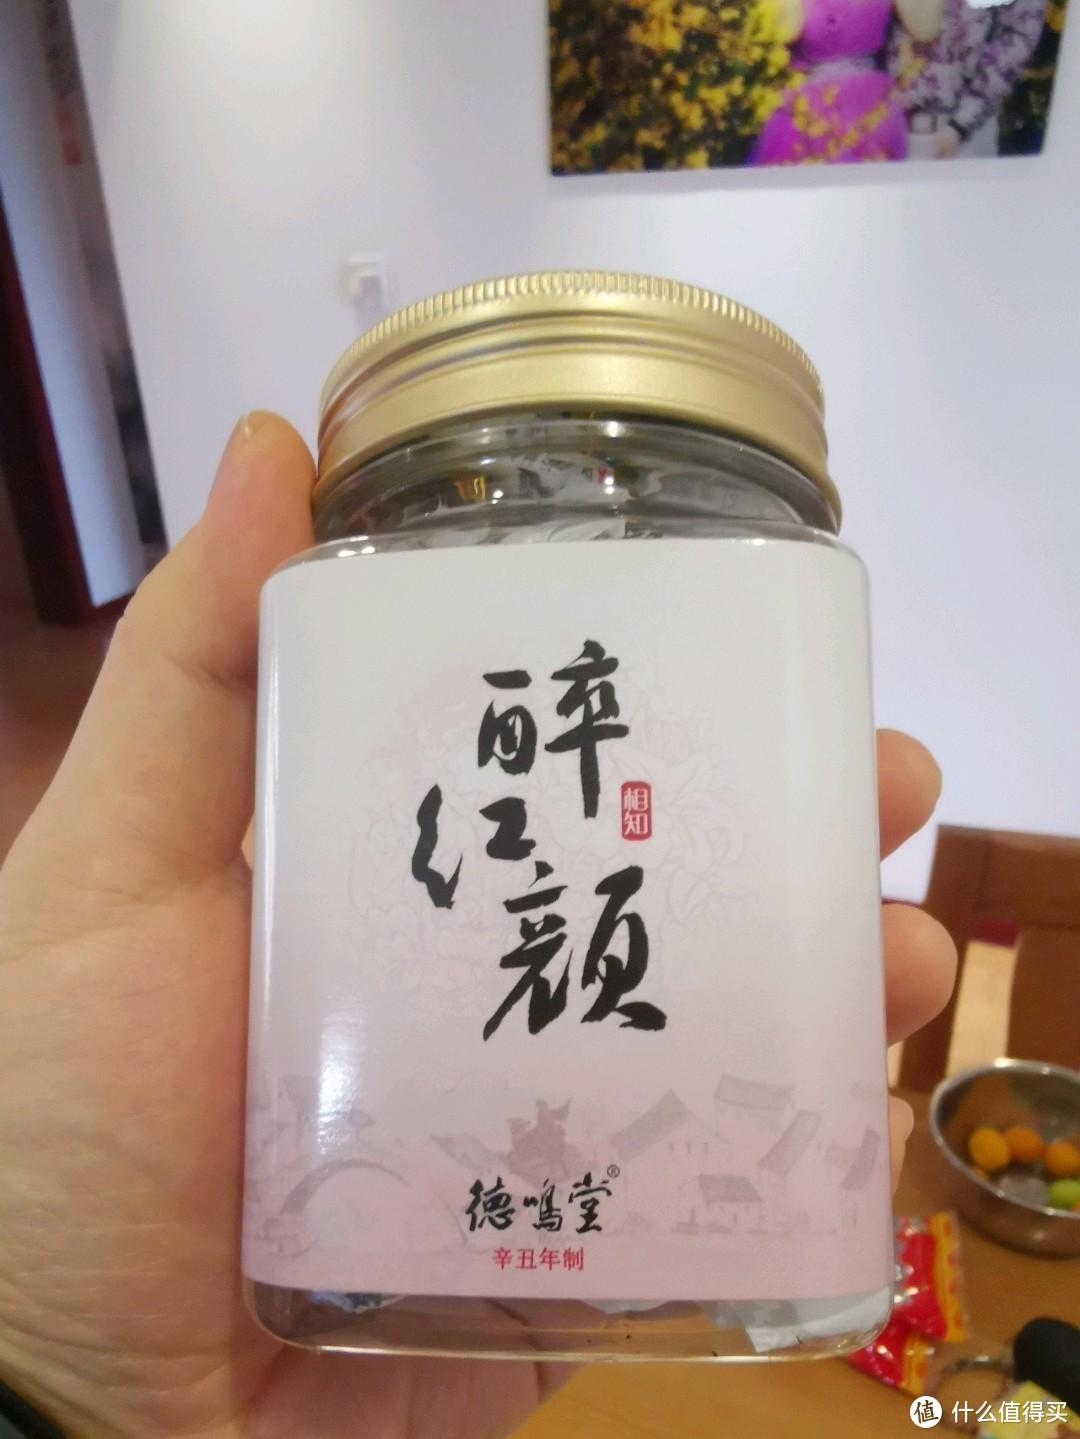 醉
红颜
相知
德鸣堂®
辛丑年制
值 什么值得买